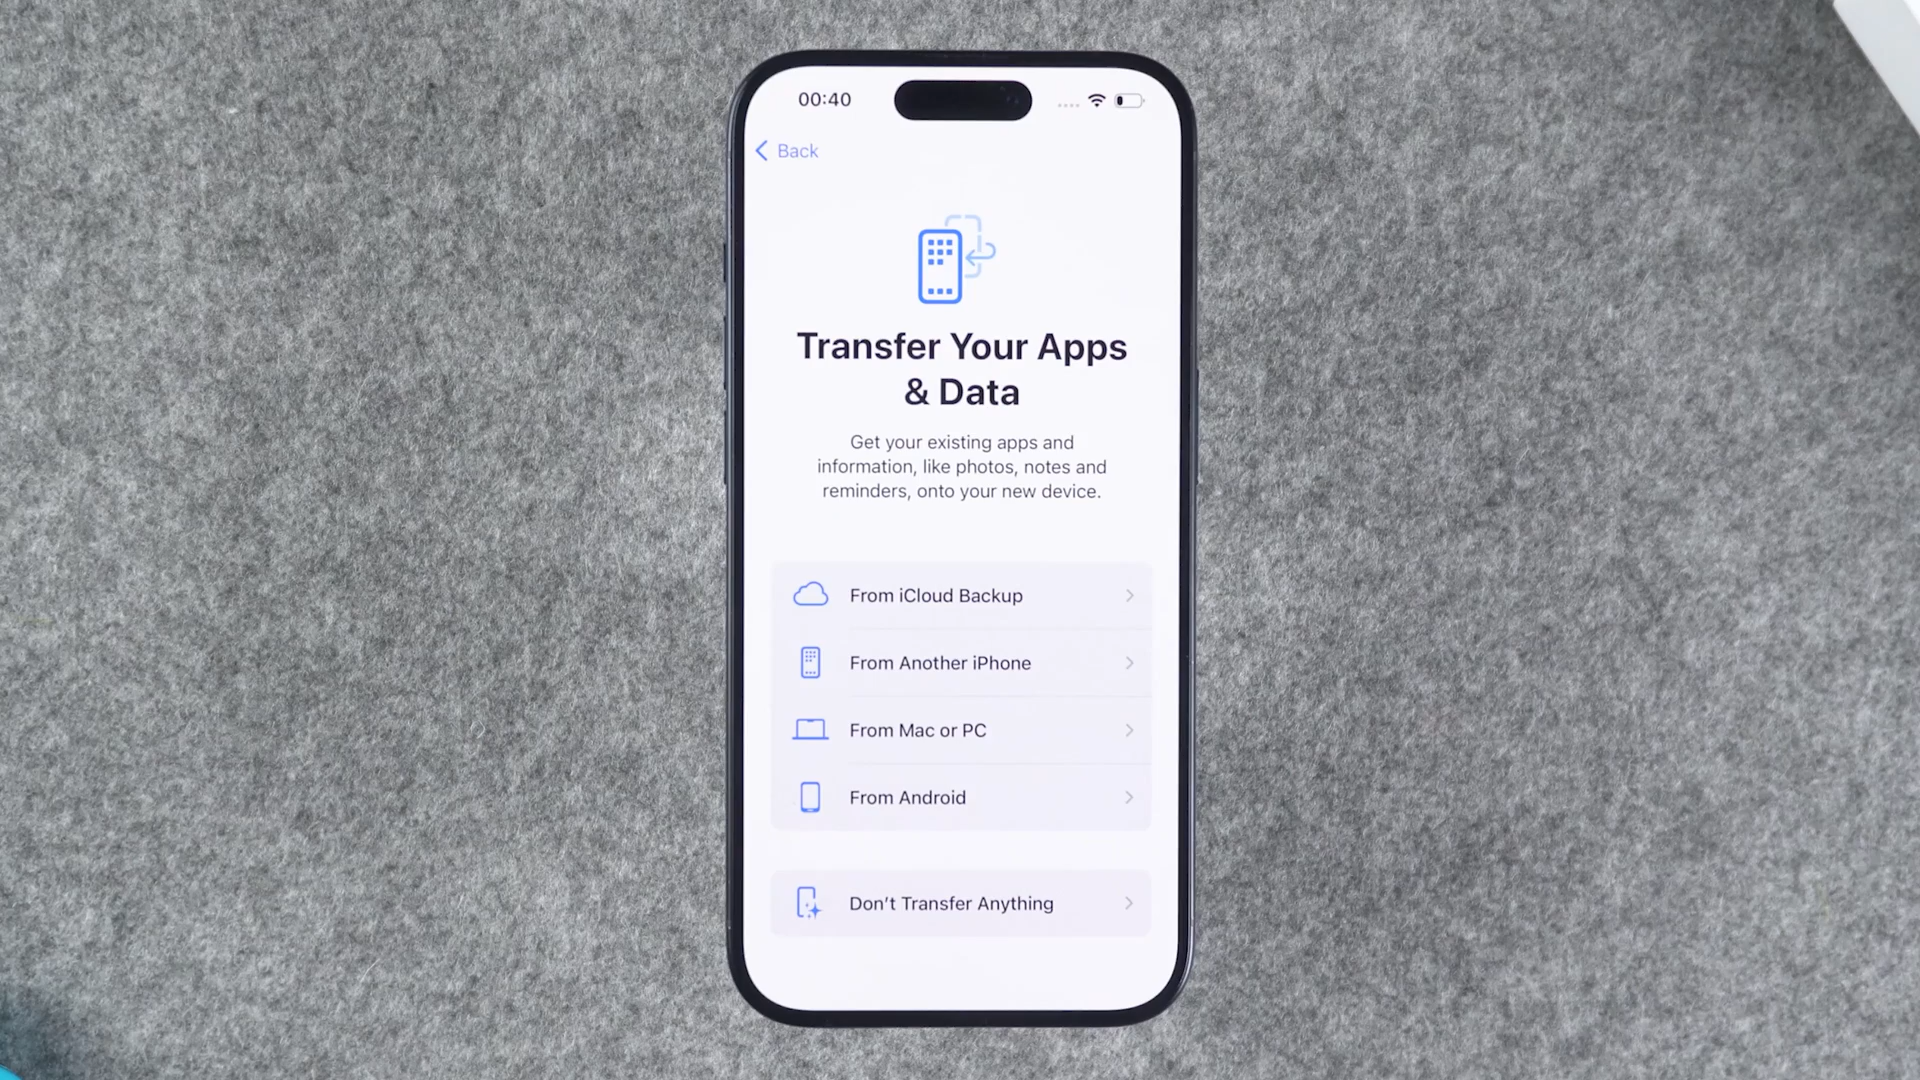 00:40
Back
Transfer Your Apps
& Data
Get your existing apps and
information, like photos, notes and
reminders, onto your new device.
From iCloud Backup
From Another iPhone
From Mac or PC
From Android
Don’t Transfer Anything